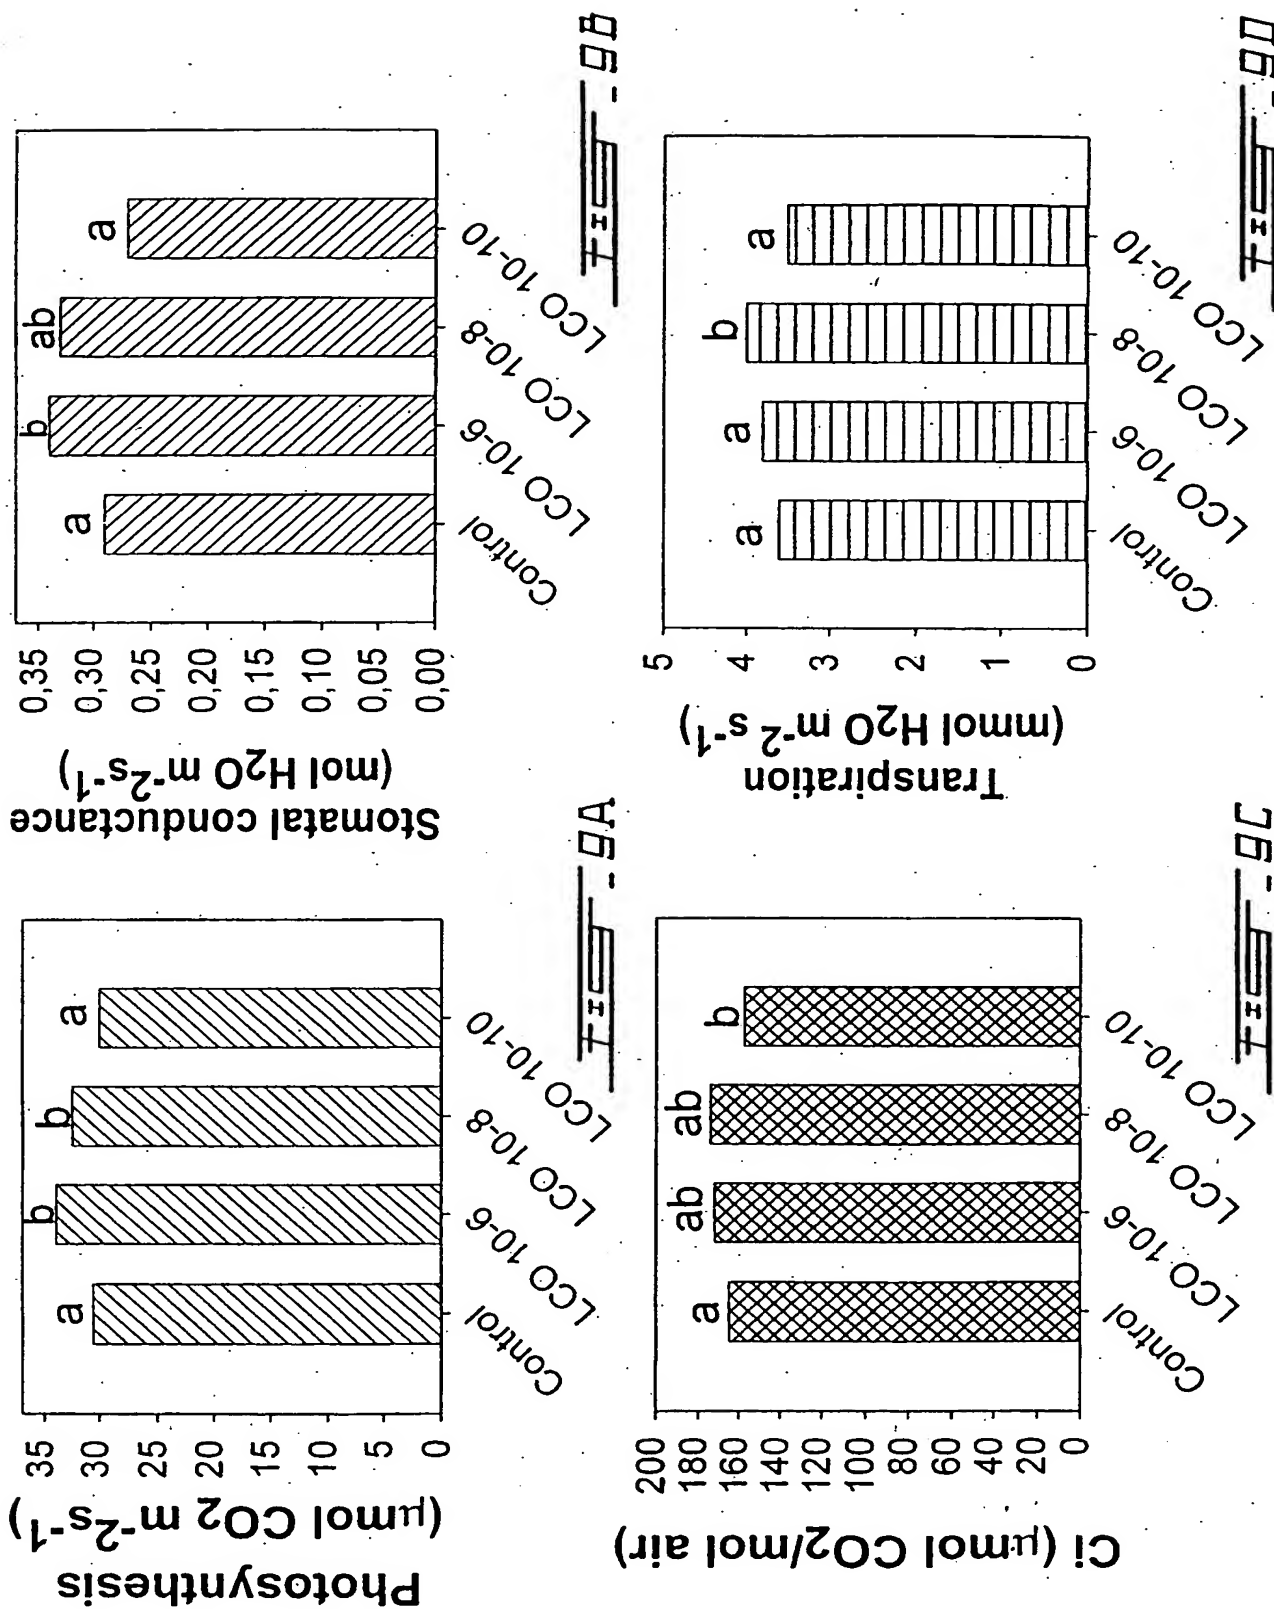 Photosynthesis
(μmol CO2 m-2s-1)
35
30
25
20
15
10
5
0
a
b
b
a
Control
LCO 10-6
LCO 10-8
LCO 10-10
FIG - 9A
Stomatal conductance
(mol H2O m-2s-1)
0,35
0,30
0,25
0,20
0,15
0,10
0,05
0,00
a
b
ab
a
Control
LCO 10-6
LCO 10-8
LCO 10-10
FIG - 9B
Ci (μmol CO2/mol air)
200
180
160
140
120
100
80
60
40
20
0
a
ab
ab
b
Control
LCO 10-6
LCO 10-8
LCO 10-10
FIG - 9C
Transpiration
(mmol H2O m-2 s-1)
5
4
3
2
1
0
a
a
b
a
Control
LCO 10-6
LCO 10-8
LCO 10-10
FIG - 9D